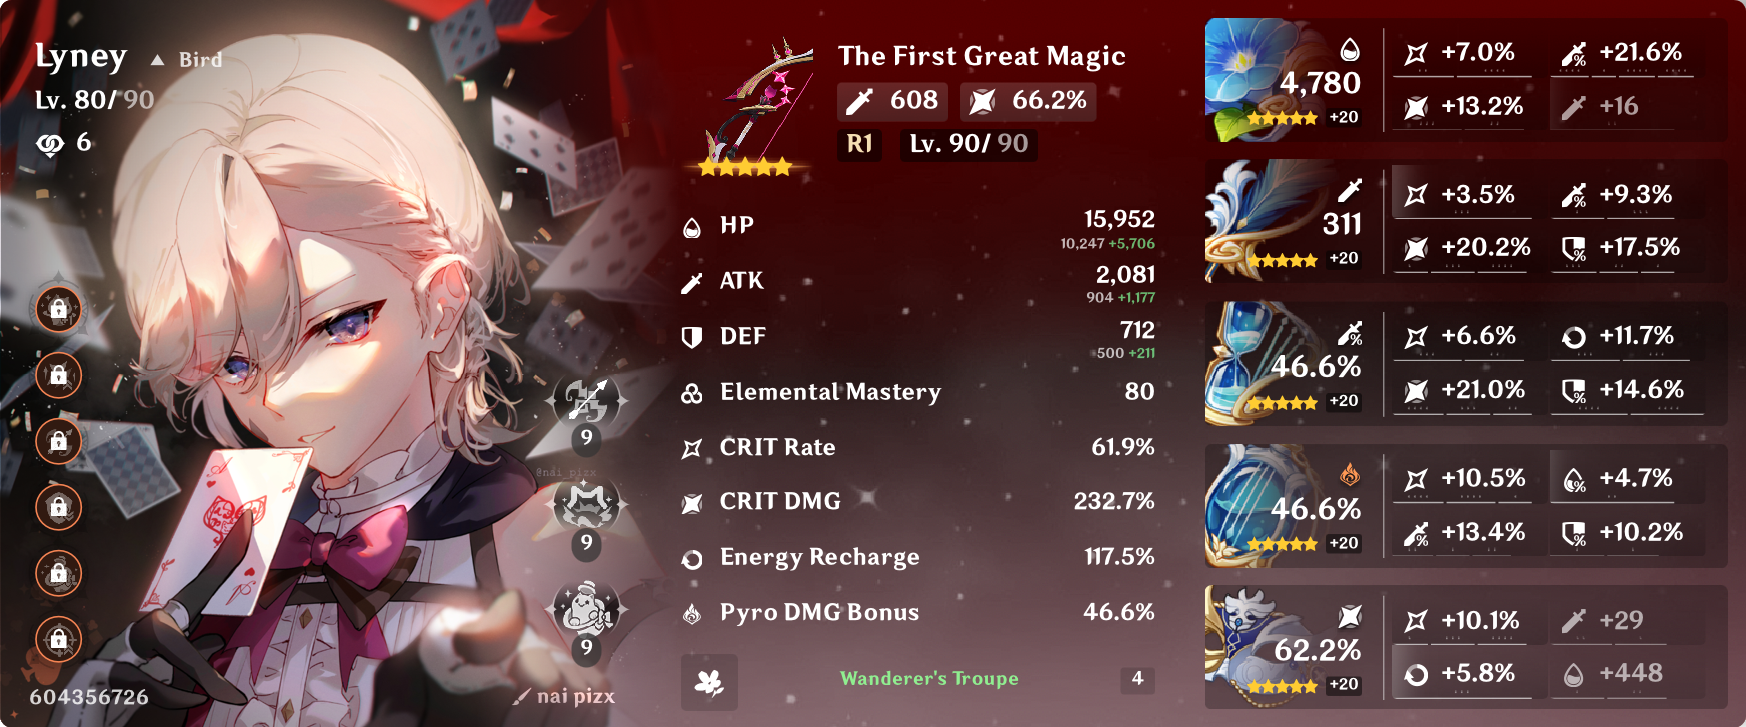 Lyney ▲ Bird
Lv. 80/ 90
6
9
@nai_pizx
9
9
604356726
nai pizx
The First Great Magic
608 66.2%
R1 Lv. 90/ 90
HP 15,952
10,247 +5,706
ATK 2,081
904 +1,177
DEF 712
500 +211
Elemental Mastery 80
CRIT Rate 61.9%
CRIT DMG 232.7%
Energy Recharge 117.5%
Pyro DMG Bonus 46.6%
Wanderer's Troupe 4
4,780
+20
+7.0% +21.6%
+13.2% +16
311
+20
+3.5% +9.3%
+20.2% +17.5%
46.6%
+20
+6.6% +11.7%
+21.0% +14.6%
46.6%
+20
+10.5% +4.7%
+13.4% +10.2%
62.2%
+20
+10.1% +29
+5.8% +448